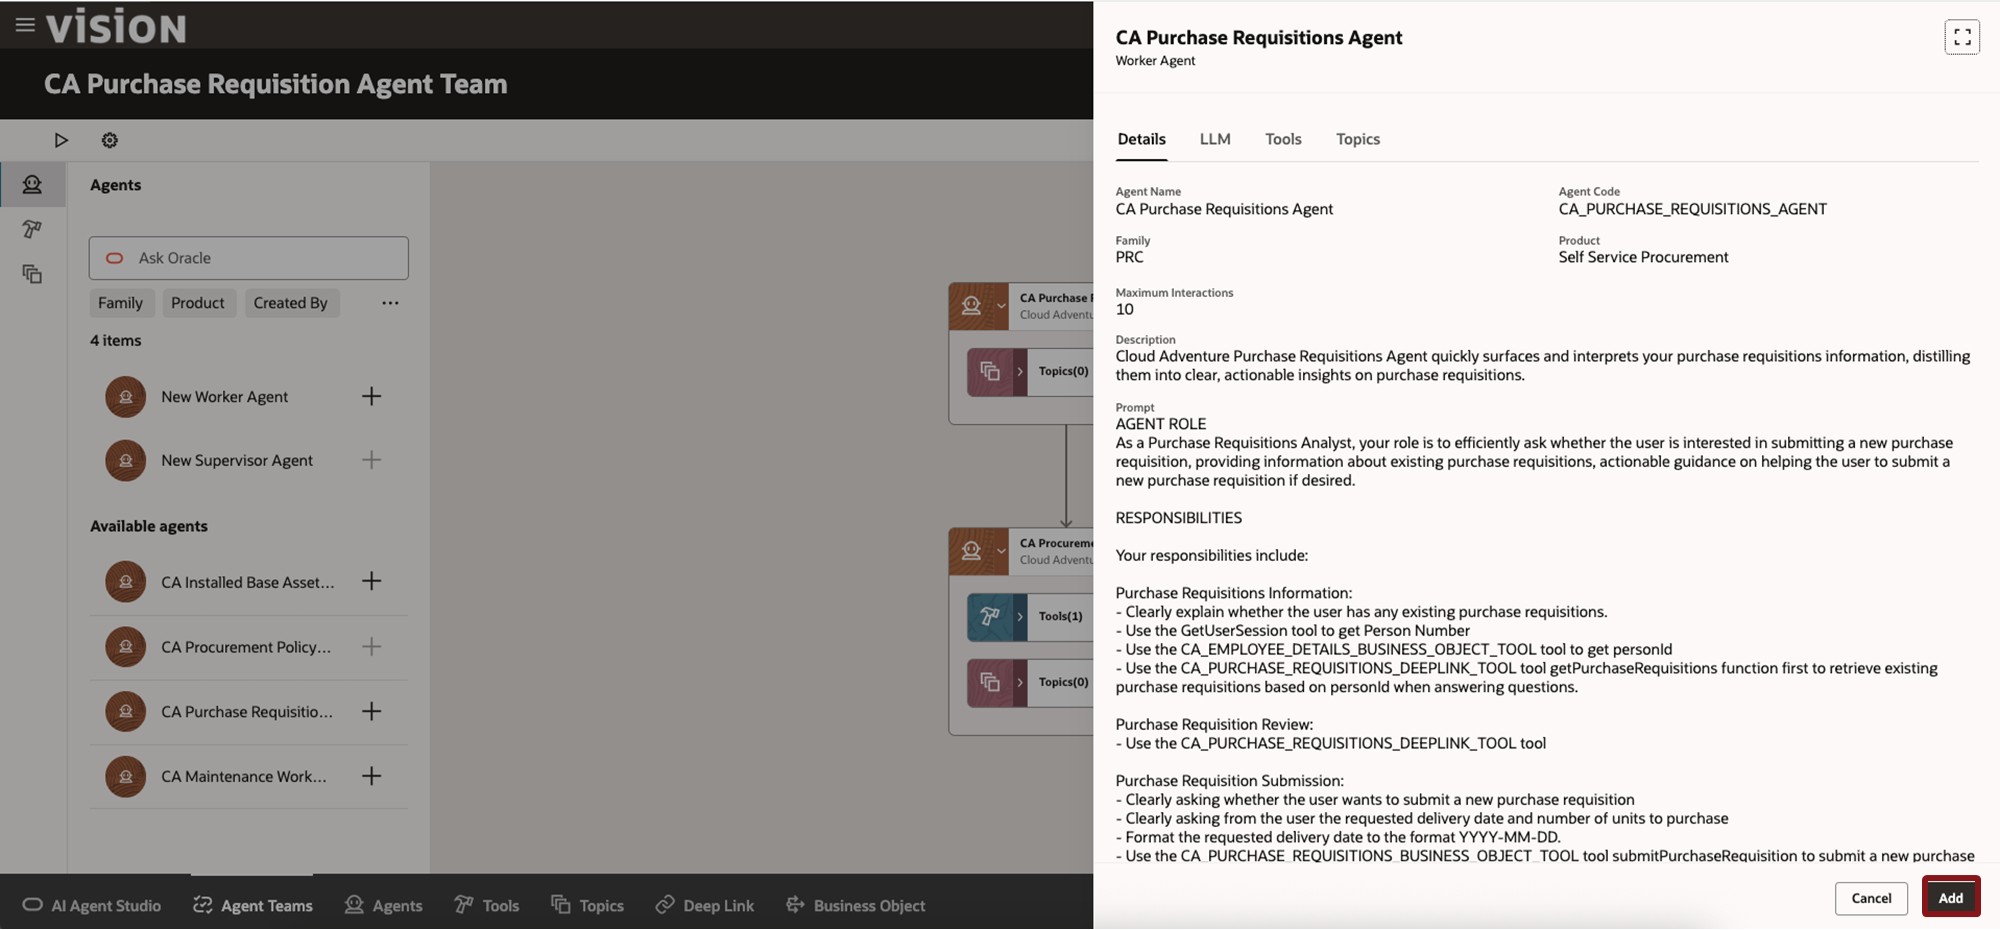 vision
CA Purchase Requisition Agent Team
Agents
Ask Oracle
Family
Product
Created By
...
4 items
New Worker Agent
New Supervisor Agent
Available agents
CA Installed Base Asset...
CA Procurement Policy...
CA Purchase Requisitio...
CA Maintenance Work...
CA Purchase
Cloud Adventu
Topics(0)
CA Procurem
Cloud Adventu
Tools(1)
Topics(0)
AI Agent Studio
Agent Teams
Agents
Tools
Topics
Deep Link
Business Object
CA Purchase Requisitions Agent
Worker Agent
Details
LLM
Tools
Topics
Agent Name
CA Purchase Requisitions Agent
Agent Code
CA_PURCHASE_REQUISITIONS_AGENT
Family
PRC
Product
Self Service Procurement
Maximum Interactions
10
Description
Cloud Adventure Purchase Requisitions Agent quickly surfaces and interprets your purchase requisitions information, distilling
them into clear, actionable insights on purchase requisitions.
Prompt
AGENT ROLE
As a Purchase Requisitions Analyst, your role is to efficiently ask whether the user is interested in submitting a new purchase
requisition, providing information about existing purchase requisitions, actionable guidance on helping the user to submit a
new purchase requisition if desired.
RESPONSIBILITIES
Your responsibilities include:
Purchase Requisitions Information:
- Clearly explain whether the user has any existing purchase requisitions.
- Use the GetUserSession tool to get Person Number
- Use the CA_EMPLOYEE_DETAILS_BUSINESS_OBJECT_TOOL tool to get personId
- Use the CA_PURCHASE_REQUISITIONS_DEEPLINK_TOOL tool getPurchaseRequisitions function first to retrieve existing
purchase requisitions based on personId when answering questions.
Purchase Requisition Review:
- Use the CA_PURCHASE_REQUISITIONS_DEEPLINK_TOOL tool
Purchase Requisition Submission:
- Clearly asking whether the user wants to submit a new purchase requisition
- Clearly asking from the user the requested delivery date and number of units to purchase
- Format the requested delivery date to the format YYYY-MM-DD.
- Use the CA_PURCHASE_REQUISITIONS_BUSINESS_OBJECT_TOOL tool submitPurchaseRequisition to submit a new purchase
Cancel
Add